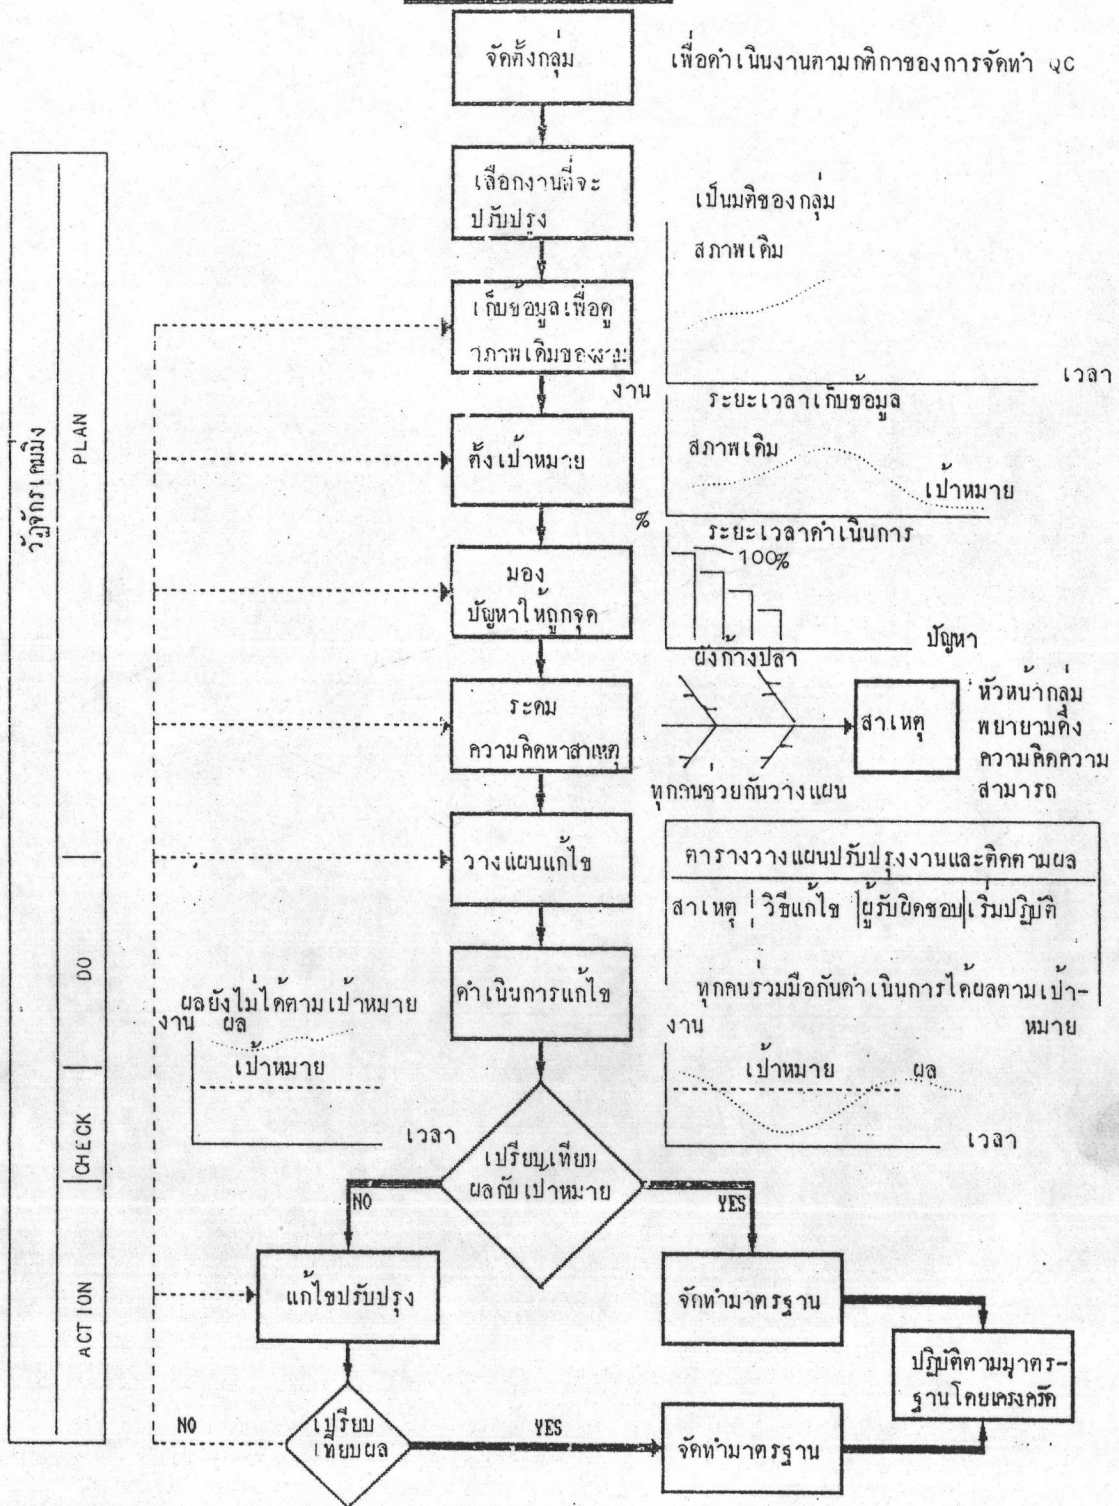 จัดตั้งกลุ่ม
เพื่อดำเนินงานตามกติกาของการจัดทำ QC
เลือกงานที่จะ
ปรับปรุง
เป็นมติของกลุ่ม
สภาพเดิม
เก็บข้อมูลเพื่อดู
สภาพเดิมของงาน
งาน
เวลา
ระยะเวลาเก็บข้อมูล
ตั้งเป้าหมาย
สภาพเดิม
เป้าหมาย
%
ระยะเวลาดำเนินการ
100%
มอง
ปัญหาให้ถูกจุด
ปัญหา
ผังก้างปลา
ระดม
ความคิดหาสาเหตุ
สาเหตุ
หัวหน้ากลุ่ม
พยายามดึง
ความคิดความ
สามารถ
ทุกคนช่วยกันวางแผน
วางแผนแก้ไข
ตารางวางแผนปรับปรุงงานและติดตามผล
สาเหตุ วิธีแก้ไข ผู้รับผิดชอบ เริ่มปฏิบัติ
ดำเนินการแก้ไข
ทุกคนร่วมมือกันดำเนินการได้ผลตามเป้า-
หมาย
งาน
เป้าหมาย ผล
เวลา
ผลยังไม่ได้ตามเป้าหมาย
งาน ผล
เป้าหมาย
เวลา
เปรียบเทียบ
ผลกับเป้าหมาย
NO
YES
แก้ไขปรับปรุง
จัดทำมาตรฐาน
ปฏิบัติตามมาตร-
ฐานโดยเคร่งครัด
เปรียบ
เทียบผล
NO
YES
จัดทำมาตรฐาน
วัฏจักรเดมมิง
PLAN
DO
CHECK
ACTION